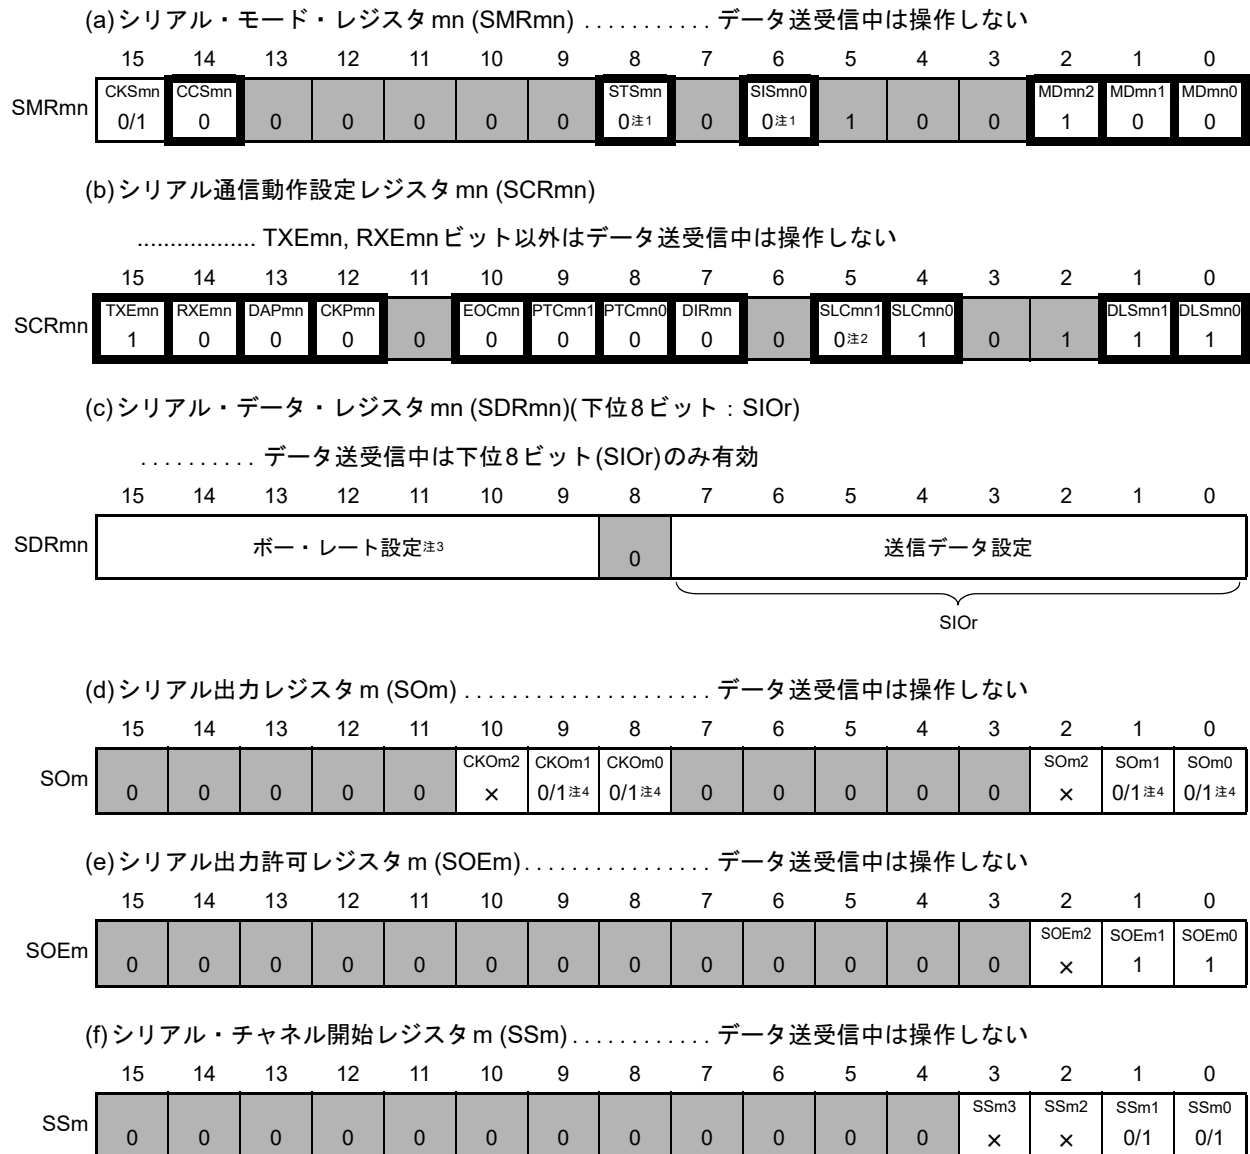 (a)シリアル・モード・レジスタmn (SMRmn) . . . . . . . . . . . データ送受信中は操作しない
15 14 13 12 11 10 9 8 7 6 5 4 3 2 1 0
SMRmn
CKSmn CCSmn STSmn SISmn0 MDmn2 MDmn1 MDmn0
0/1 0 0 0 0 0 0 0注1 0 0注1 1 0 0 1 0 0
(b)シリアル通信動作設定レジスタmn (SCRmn)
.................. TXEmn, RXEmnビット以外はデータ送受信中は操作しない
15 14 13 12 11 10 9 8 7 6 5 4 3 2 1 0
SCRmn
TXEmn RXEmn DAPmn CKPmn EOCmn PTCmn1 PTCmn0 DIRmn SLCmn1 SLCmn0 DLSmn1 DLSmn0
1 0 0 0 0 0 0 0 0 0 0注2 1 0 1 1 1
(c)シリアル・データ・レジスタmn (SDRmn)(下位8ビット：SIOr)
. . . . . . . . . . データ送受信中は下位8ビット(SIOr)のみ有効
15 14 13 12 11 10 9 8 7 6 5 4 3 2 1 0
SDRmn ボー・レート設定注3 0 送信データ設定
SIOr
(d)シリアル出力レジスタm (SOm) . . . . . . . . . . . . . . . . . . . . . データ送受信中は操作しない
15 14 13 12 11 10 9 8 7 6 5 4 3 2 1 0
SOm
CKOm2 CKOm1 CKOm0 SOm2 SOm1 SOm0
0 0 0 0 0 × 0/1注4 0/1注4 0 0 0 0 0 × 0/1注4 0/1注4
(e)シリアル出力許可レジスタm (SOEm). . . . . . . . . . . . . . . . データ送受信中は操作しない
15 14 13 12 11 10 9 8 7 6 5 4 3 2 1 0
SOEm
SOEm2 SOEm1 SOEm0
0 0 0 0 0 0 0 0 0 0 0 0 0 × 1 1
(f)シリアル・チャネル開始レジスタm (SSm). . . . . . . . . . . . データ送受信中は操作しない
15 14 13 12 11 10 9 8 7 6 5 4 3 2 1 0
SSm
SSm3 SSm2 SSm1 SSm0
0 0 0 0 0 0 0 0 0 0 0 0 × × 0/1 0/1